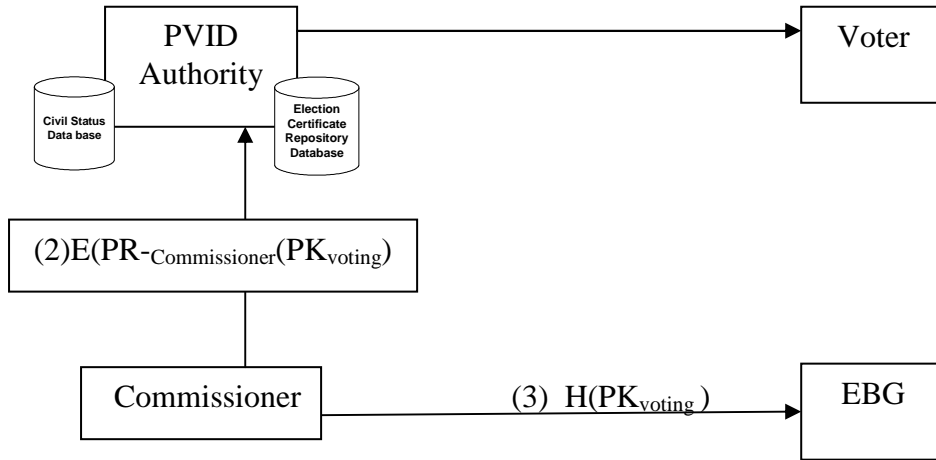 PVID
Authority
Voter
Civil Status
Data base
Election
Certificate
Repository
Database
(2)E(PR-Commissioner(PKvoting)
Commissioner
(3) H(PKvoting )
EBG